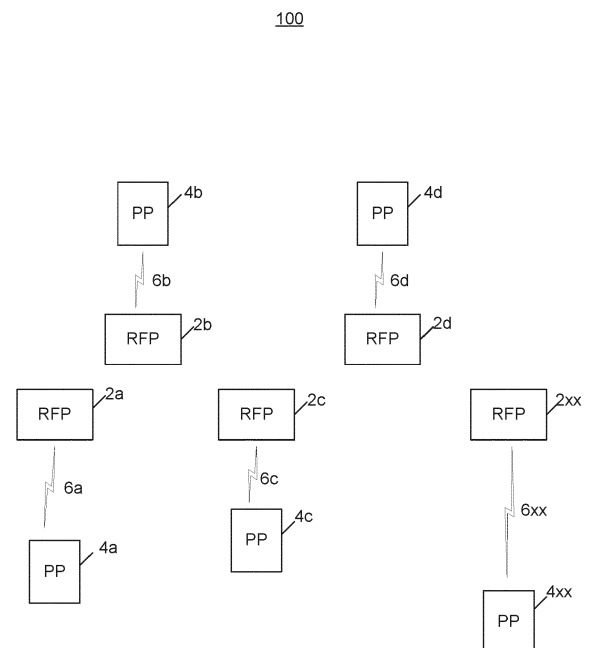 100
PP 4b PP 4d
6b 6d
RFP 2b RFP 2d
RFP 2a RFP 2c RFP 2xx
6a 6c 6xx
PP 4a PP 4c
PP 4xx